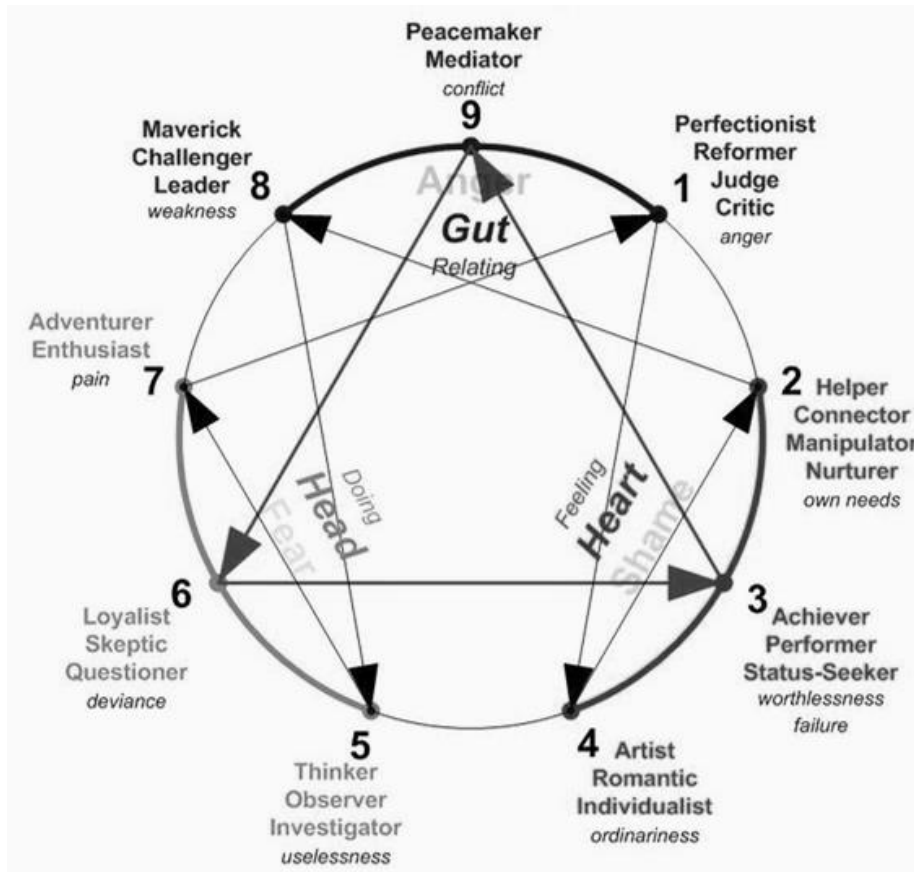 Peacemaker
Mediator
conflict
9
Maverick
Challenger
Leader
weakness
8
Perfectionist
Reformer
Judge
Critic
anger
1
Anger
Gut
Relating
Adventurer
Enthusiast
pain
7
2
Helper
Connector
Manipulator
Nurturer
own needs
Doing
Head
Fear
Feeling
Heart
Shame
6
Loyalist
Skeptic
Questioner
deviance
3
Achiever
Performer
Status-Seeker
worthlessness
failure
5
Thinker
Observer
Investigator
uselessness
4
Artist
Romantic
Individualist
ordinariness